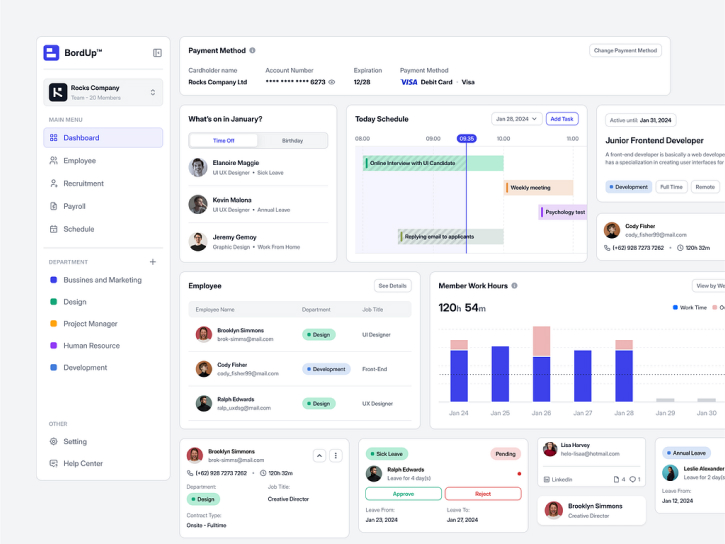 BordUp™
Rocks Company
Team - 20 Members
MAIN MENU
Dashboard
Employee
Recruitment
Payroll
Schedule
DEPARTMENT
Bussines and Marketing
Design
Project Manager
Human Resource
Development
OTHER
Setting
Help Center
Payment Method
Change Payment Method
Cardholder name
Account Number
Expiration
Payment Method
Rocks Company Ltd
•••• •••• •••• 6273
12/28
VISA Debit Card · Visa
What's on in January?
Time Off
Birthday
Elanoire Maggie
UI UX Designer • Sick Leave
Kevin Malona
UI UX Designer • Annual Leave
Jeremy Gemoy
Graphic Design • Work From Home
Today Schedule
Jan 28, 2024
Add Task
08.00
09.00
09.35
10.00
11.00
Online Interview with UI Candidate
Weekly meeting
Psychology test
Replying email to applicants
Active until Jan 31, 2024
Junior Frontend Developer
A front-end developer is basically a web develope
has a specialization in creating user interfaces for
Development
Full Time
Remote
Cody Fisher
cody_fisher99@mail.com
(+62) 928 7273 7262 • 120h 32m
Employee
See Details
Employee Name
Department
Job Title
Brooklyn Simmons
brok-simms@mail.com
Design
UI Designer
Cody Fisher
cody_fisher99@mail.com
Development
Front-End
Ralph Edwards
ralp_uxdsg@mail.com
Design
UX Designer
Member Work Hours
View by We
120h 54m
Work Time
Jan 24
Jan 25
Jan 26
Jan 27
Jan 28
Jan 29
Jan 30
Brooklyn Simmons
brok-simms@mail.com
(+62) 928 7273 7262 • 120h 32m
Department:
Job Title:
Design
Creative Director
Contract Type:
Onsite - Fulltime
Sick Leave
Pending
Ralph Edwards
Leave for 4 day(s)
Approve
Reject
Leave From:
Leave To:
Jan 23, 2024
Jan 27, 2024
Lisa Harvey
helo-lisa@hotmail.com
LinkedIn
4
1
Brooklyn Simmons
Creative Director
Annual Leave
Leslie Alexander
Leave for 2 day(s
Leave From:
Jan 12, 2024